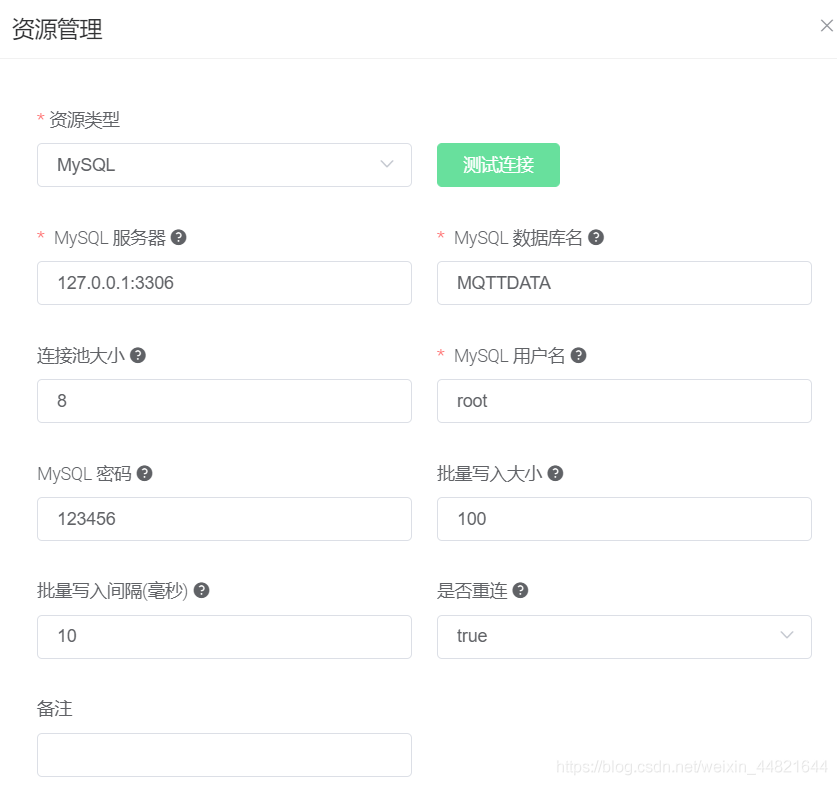 资源管理
* 资源类型
MySQL
测试连接
* MySQL 服务器
* MySQL 数据库名
127.0.0.1:3306
MQTTDATA
连接池大小
* MySQL 用户名
8
root
MySQL 密码
批量写入大小
123456
100
批量写入间隔(毫秒)
是否重连
10
true
备注
https://blog.csdn.net/weixin_44821644